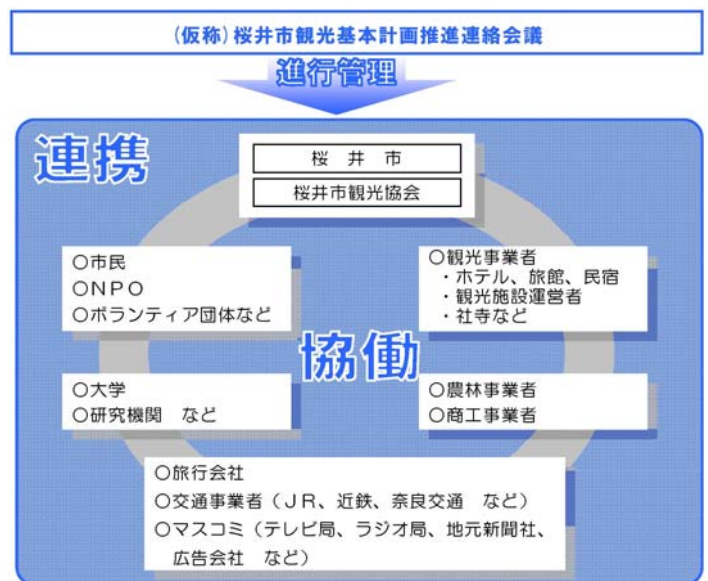 (仮称)桜井市観光基本計画推進連絡会議
進行管理
連携
桜 井 市
桜井市観光協会
○市民
○NPO
○ボランティア団体など
○観光事業者
・ホテル、旅館、民宿
・観光施設運営者
・社寺など
協働
○大学
○研究機関 など
○農林事業者
○商工事業者
○旅行会社
○交通事業者(JR、近鉄、奈良交通 など)
○マスコミ(テレビ局、ラジオ局、地元新聞社、
広告会社 など)